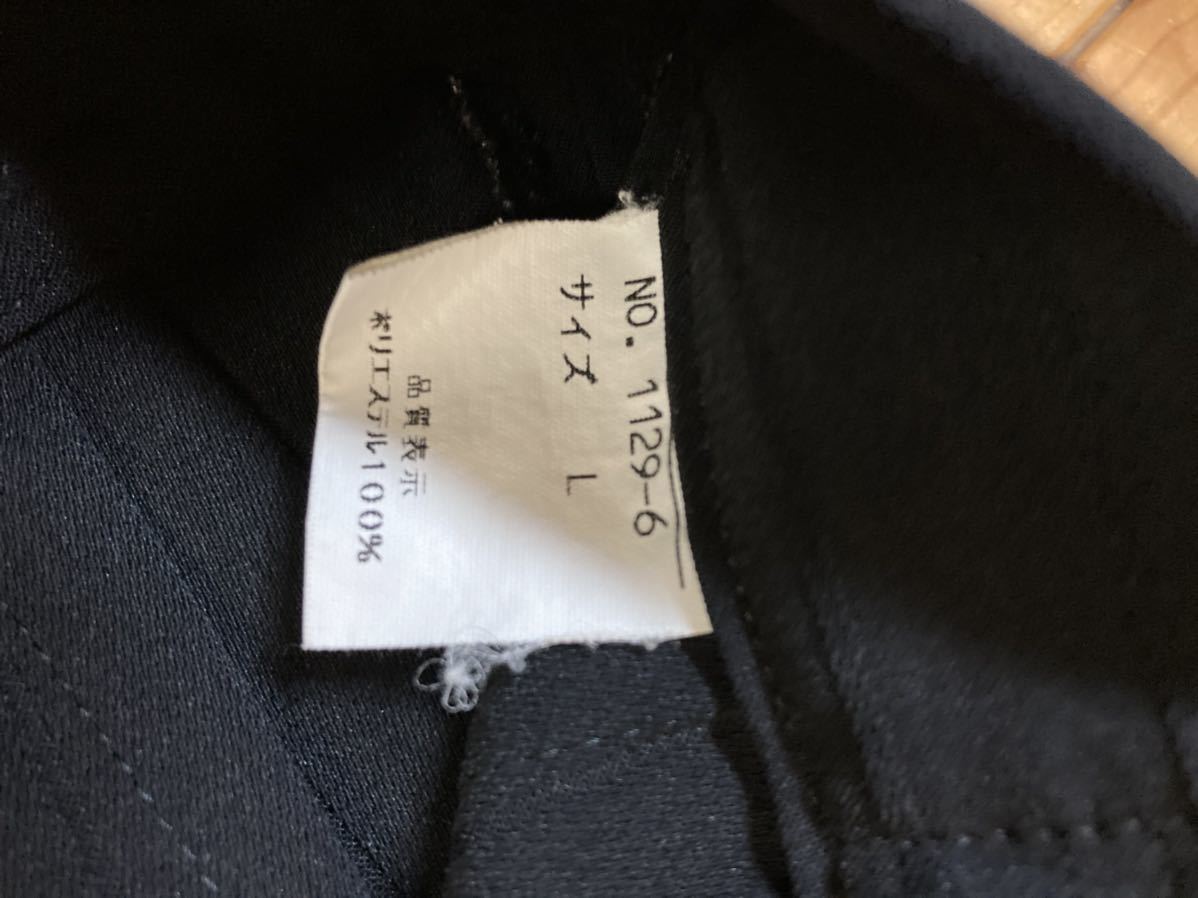 NO. 1129-6
サイズ L
品質表示
ポリエステル100%